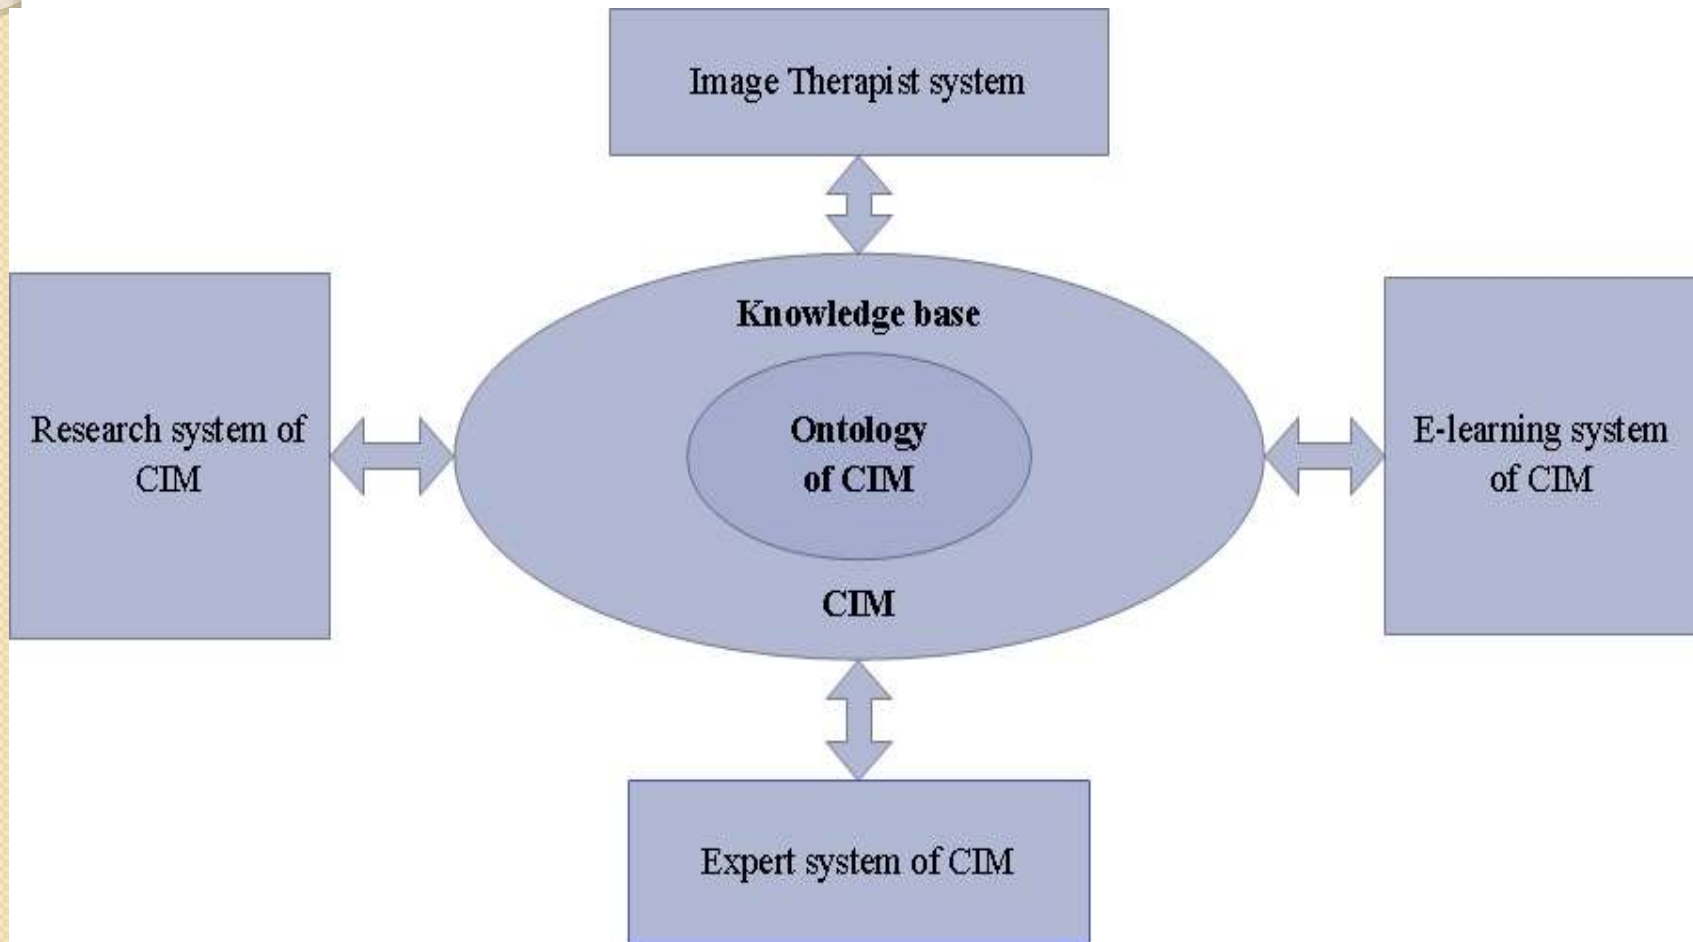 Image Therapist system
Knowledge base
Research system of
CIM
Ontology
of CIM
E-learning system
of CIM
CIM
Expert system of CIM